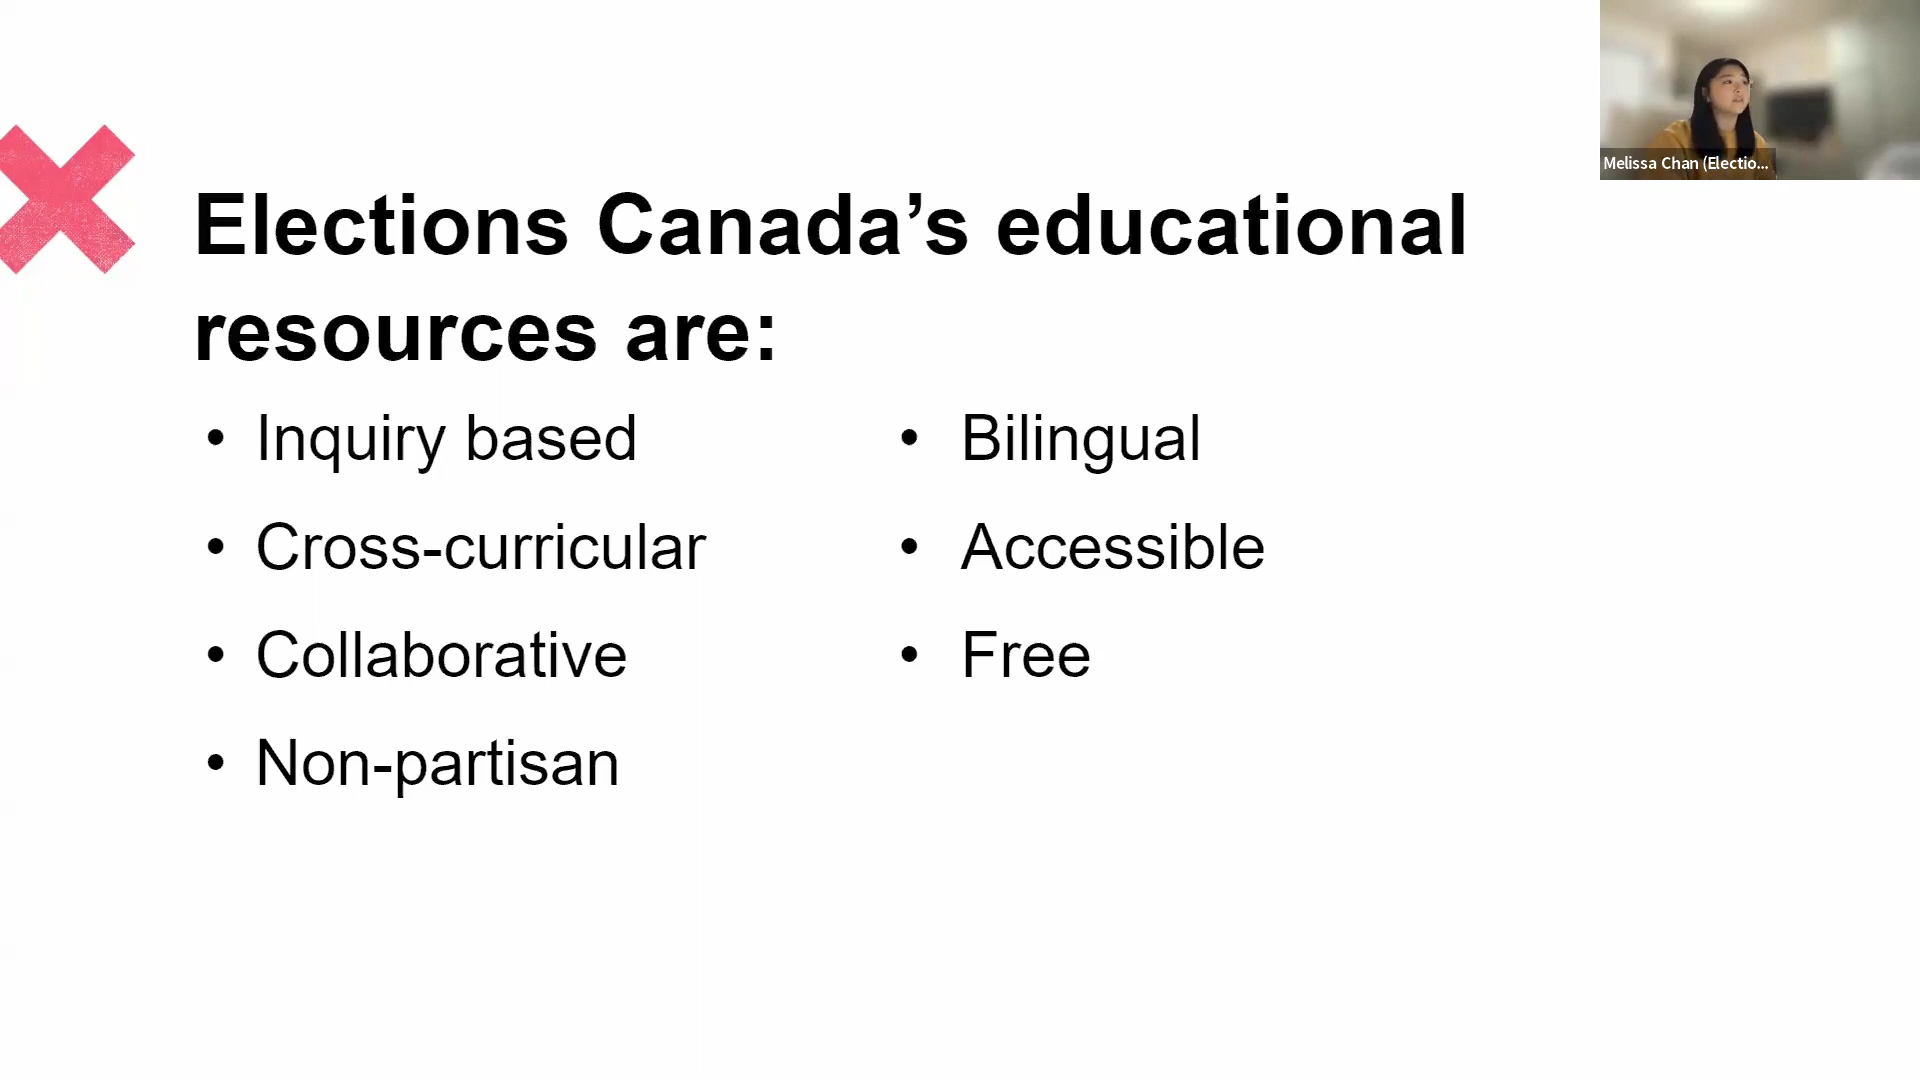 Elections Canada’s educational
resources are:
• Inquiry based
• Cross-curricular
• Collaborative
• Non-partisan
• Bilingual
• Accessible
• Free
Melissa Chan (Electio...